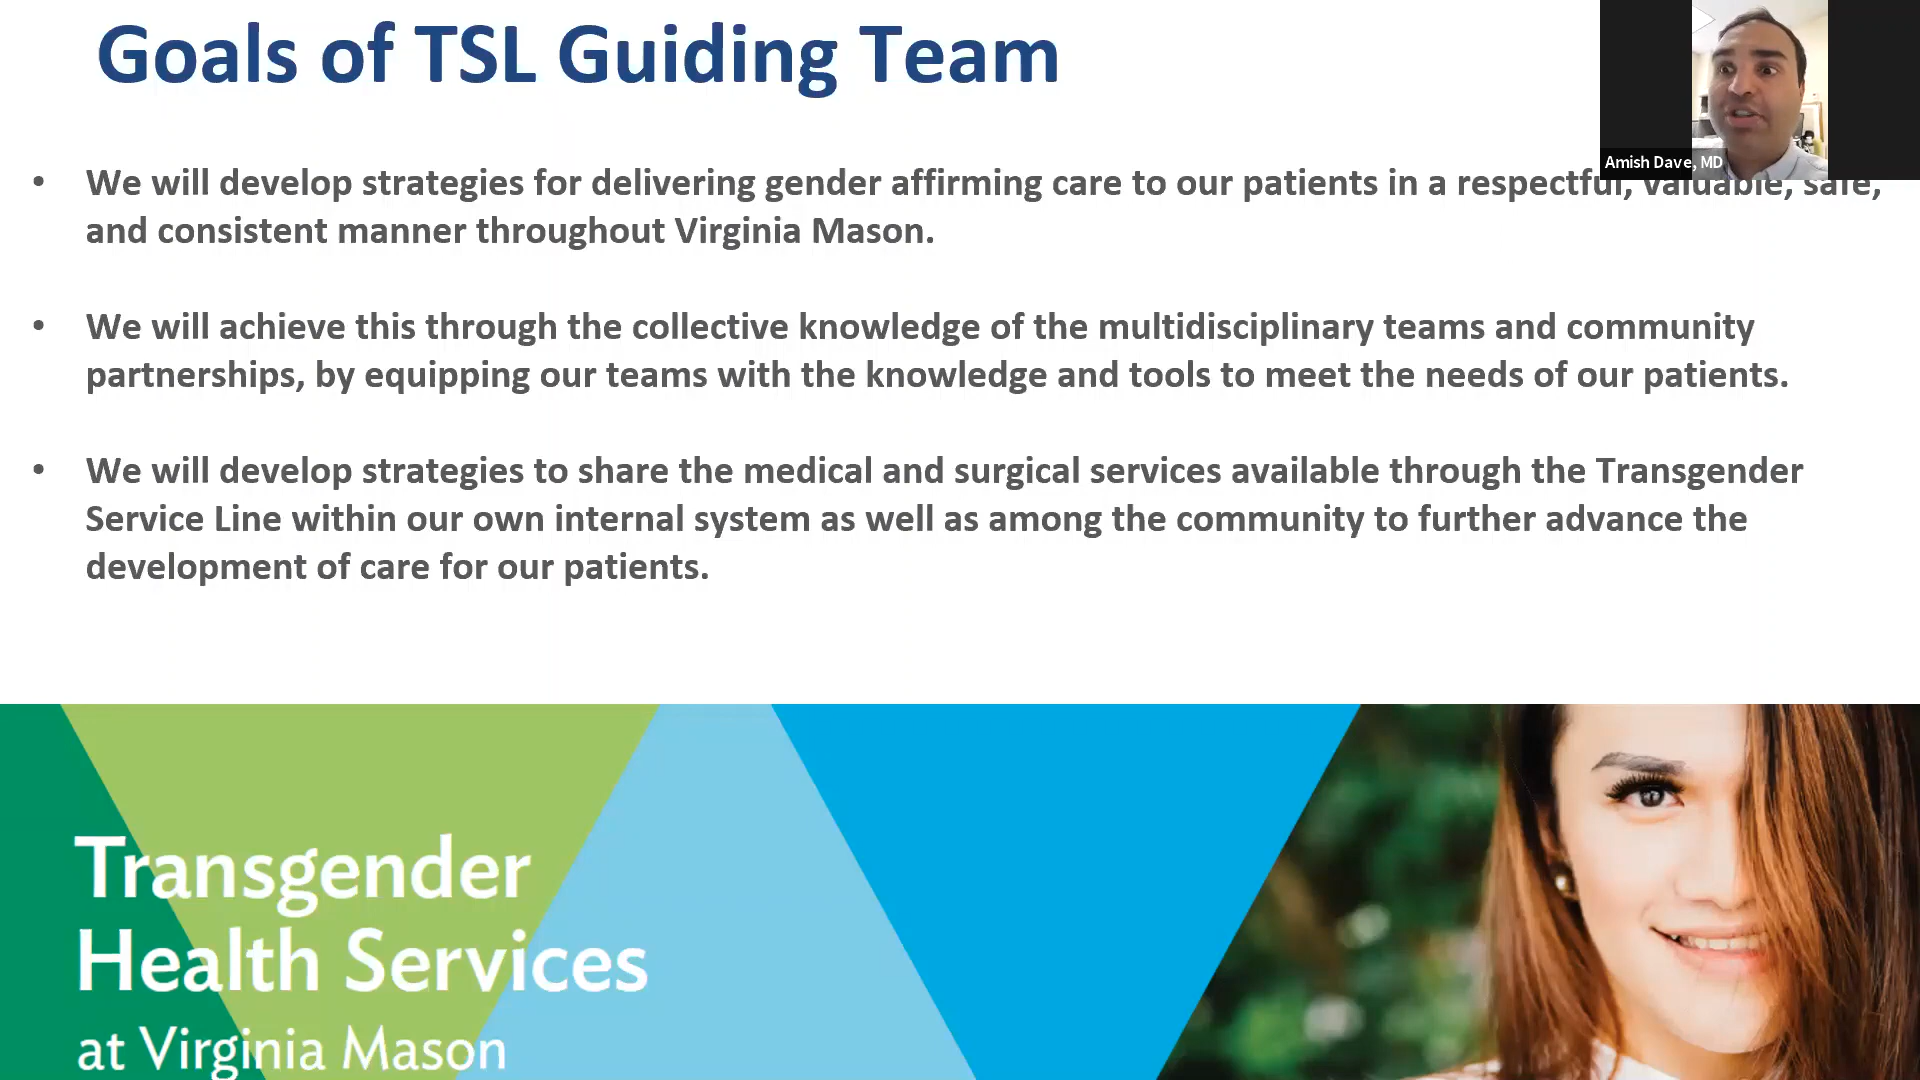 Goals of TSL Guiding Team
Amish Dave, MD
• We will develop strategies for delivering gender affirming care to our patients in a respectful, valuable, safe,
and consistent manner throughout Virginia Mason.
• We will achieve this through the collective knowledge of the multidisciplinary teams and community
partnerships, by equipping our teams with the knowledge and tools to meet the needs of our patients.
• We will develop strategies to share the medical and surgical services available through the Transgender
Service Line within our own internal system as well as among the community to further advance the
development of care for our patients.
Transgender
Health Services
at Virginia Mason